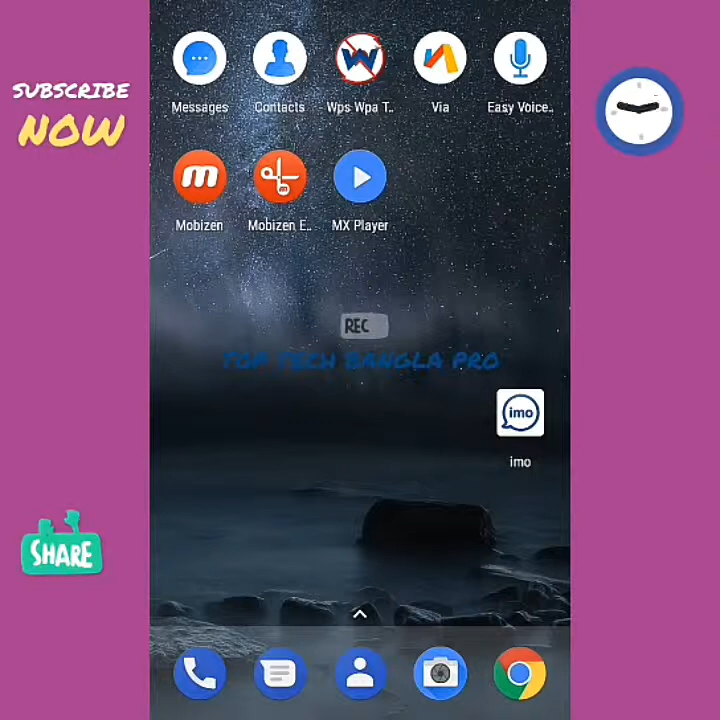 SUBSCRIBE
NOW
Messages
Contacts
Wps Wpa T..
Via
Easy Voice..
Mobizen
Mobizen E..
MX Player
REC
TOP TECH BANGLA PRO
imo
imo
SHARE